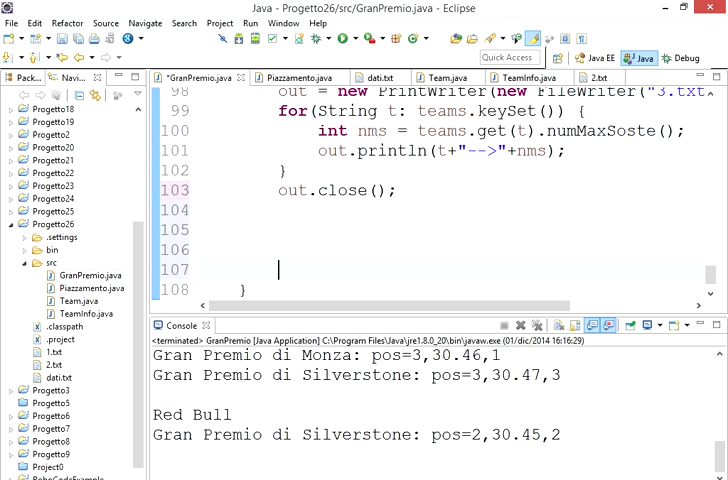 Java - Progetto26/src/GranPremio.java - Eclipse
File Edit Source Refactor Navigate Search Project Run Window Help
Quick Access
Java EE
Java
Debug
Pack...
Navi...
*GranPremio.java
Piazzamento.java
dati.txt
Team.java
TeamInfo.java
2.txt
Progetto18
Progetto19
Progetto2
Progetto20
Progetto21
Progetto22
Progetto23
Progetto24
Progetto25
Progetto26
.settings
bin
src
GranPremio.java
Piazzamento.java
Team.java
TeamInfo.java
.classpath
.project
1.txt
2.txt
dati.txt
Progetto3
Progetto5
Progetto6
Progetto7
Progetto8
Progetto9
Project0
RoboCodeExample
98 out = new PrintWriter(new FileWriter("3.txt
99 for(String t: teams.keySet()) {
100 int nms = teams.get(t).numMaxSoste();
101 out.println(t+"-->"+nms);
102 }
103 out.close();
104
105
106
107
108 }
Console
<terminated> GranPremio [Java Application] C:\Program Files\Java\jre1.8.0_20\bin\javaw.exe (01/dic/2014 16:16:29)
Gran Premio di Monza: pos=3,30.46,1
Gran Premio di Silverstone: pos=3,30.47,3
Red Bull
Gran Premio di Silverstone: pos=2,30.45,2